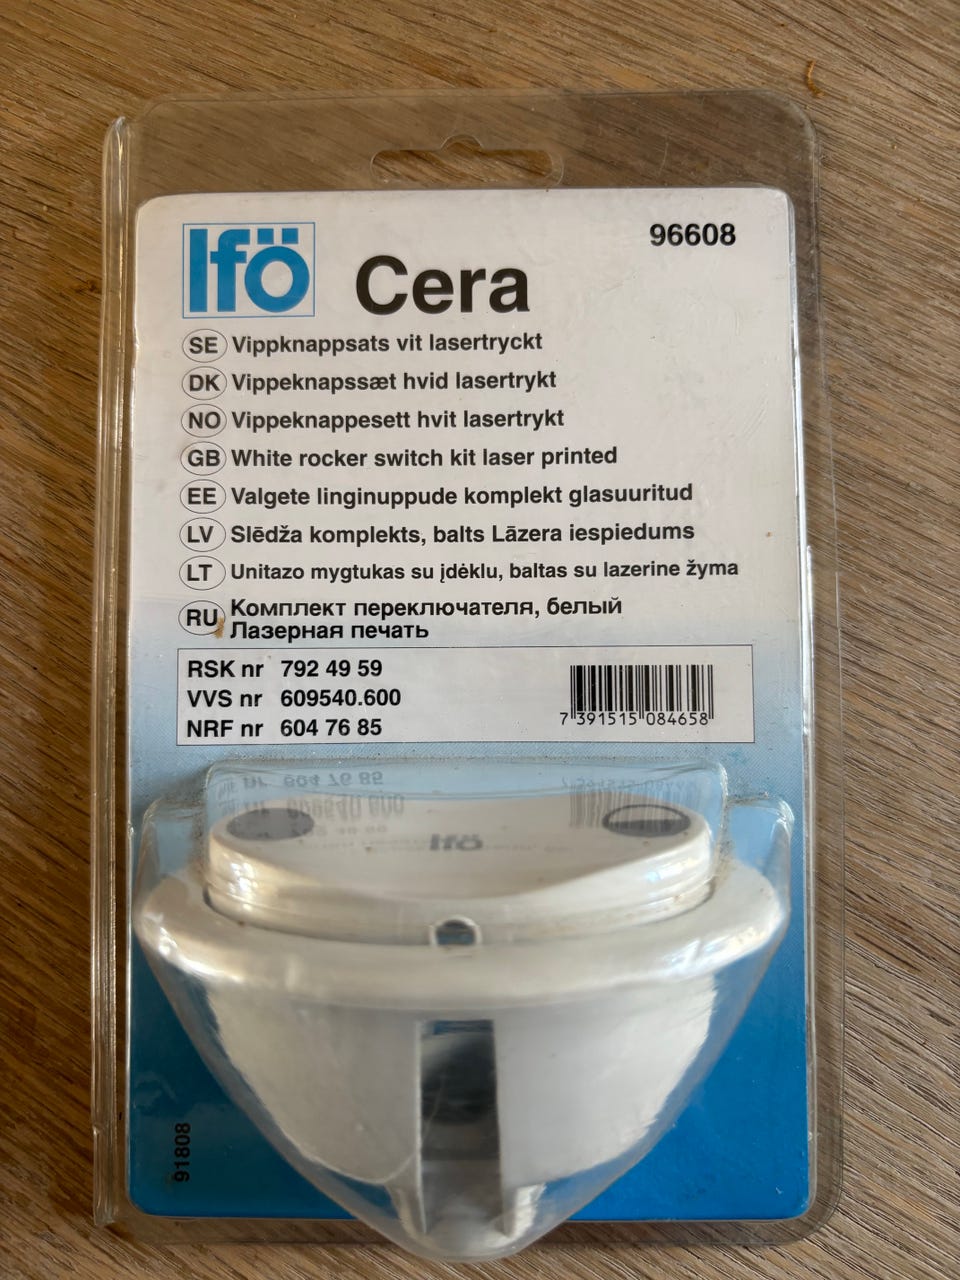 Ifö
Cera
96608
SE Vippknappsats vit lasertryckt
DK Vippeknapssæt hvid lasertrykt
NO Vippeknappesett hvit lasertrykt
GB White rocker switch kit laser printed
EE Valgete linginuppude komplekt glasuuritud
LV Slēdža komplekts, balts Lāzera iespiedums
LT Unitazo mygtukas su įdėklu, baltas su lazerine žyma
RU Комплект переключателя, белый
Лазерная печать
RSK nr 792 49 59
VVS nr 609540.600
NRF nr 604 76 85
7 391515 084658
Ifö
91808